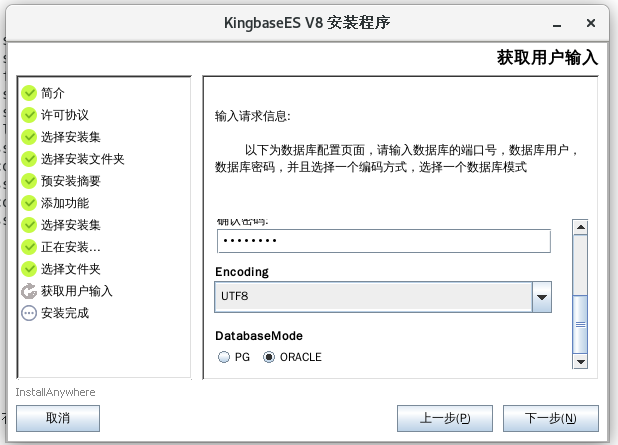 KingbaseES V8 安装程序
获取用户输入
简介
许可协议
选择安装集
选择安装文件夹
预安装摘要
添加功能
选择安装集
正在安装...
选择文件夹
获取用户输入
安装完成
输入请求信息:
以下为数据库配置页面，请输入数据库的端口号，数据库用户，
数据库密码，并且选择一个编码方式，选择一个数据库模式
确认密码:
Encoding
UTF8
DatabaseMode
PG ORACLE
InstallAnywhere
取消 上一步(P) 下一步(N)